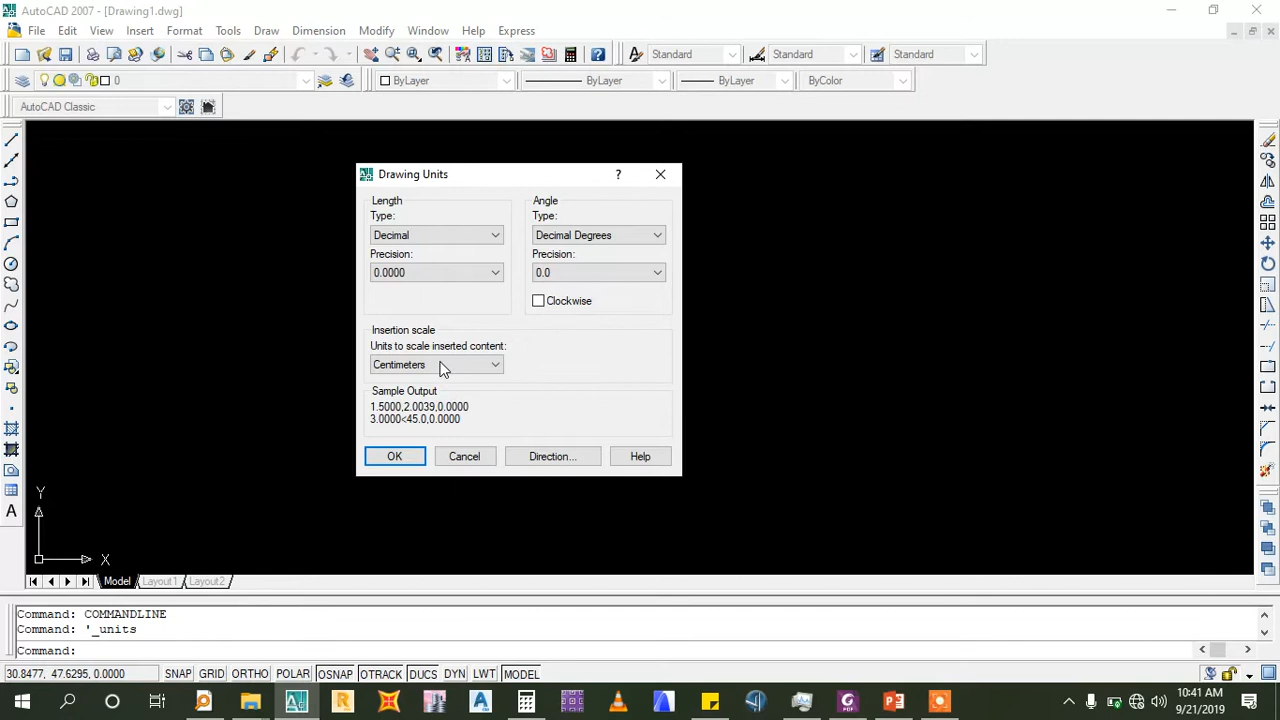 AutoCAD 2007 - [Drawing1.dwg]
File Edit View Insert Format Tools Draw Dimension Modify Window Help Express
Standard Standard Standard
0 ByLayer ByLayer ByLayer ByColor
AutoCAD Classic
Drawing Units ?
Length Angle
Type: Type:
Decimal Decimal Degrees
Precision: Precision:
0.0000 0.0
Clockwise
Insertion scale
Units to scale inserted content:
Centimeters
Sample Output
1.5000,2.0039,0.0000
3.0000<45.0,0.0000
OK Cancel Direction... Help
A
Y
X
Model Layout1 Layout2
Command: COMMANDLINE
Command: '_units
Command:
30.8477, 47.6295, 0.0000 SNAP GRID ORTHO POLAR OSNAP OTRACK DUCS DYN LWT MODEL
10:41 AM
9/21/2019